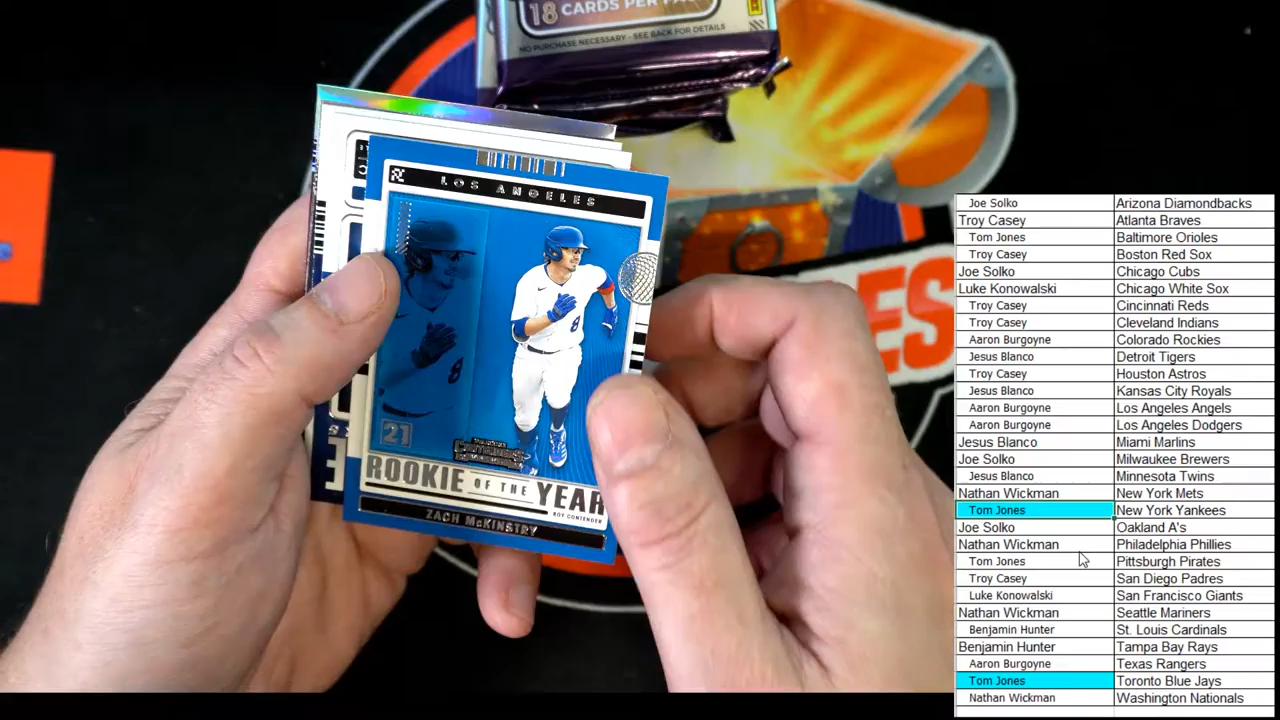 18 CARDS PER
NO PURCHASE NECESSARY - SEE BACK FOR DETAILS
LOS ANGELES
8
8
21
CONTENDERS
ROOKIE OF THE YEAR
ROY CONTENDER
ZACH McKINSTRY
ES
Joe Solko Arizona Diamondbacks
Troy Casey Atlanta Braves
Tom Jones Baltimore Orioles
Troy Casey Boston Red Sox
Joe Solko Chicago Cubs
Luke Konowalski Chicago White Sox
Troy Casey Cincinnati Reds
Troy Casey Cleveland Indians
Aaron Burgoyne Colorado Rockies
Jesus Blanco Detroit Tigers
Troy Casey Houston Astros
Jesus Blanco Kansas City Royals
Aaron Burgoyne Los Angeles Angels
Aaron Burgoyne Los Angeles Dodgers
Jesus Blanco Miami Marlins
Joe Solko Milwaukee Brewers
Jesus Blanco Minnesota Twins
Nathan Wickman New York Mets
Tom Jones New York Yankees
Joe Solko Oakland A's
Nathan Wickman Philadelphia Phillies
Tom Jones Pittsburgh Pirates
Troy Casey San Diego Padres
Luke Konowalski San Francisco Giants
Nathan Wickman Seattle Mariners
Benjamin Hunter St. Louis Cardinals
Benjamin Hunter Tampa Bay Rays
Aaron Burgoyne Texas Rangers
Tom Jones Toronto Blue Jays
Nathan Wickman Washington Nationals